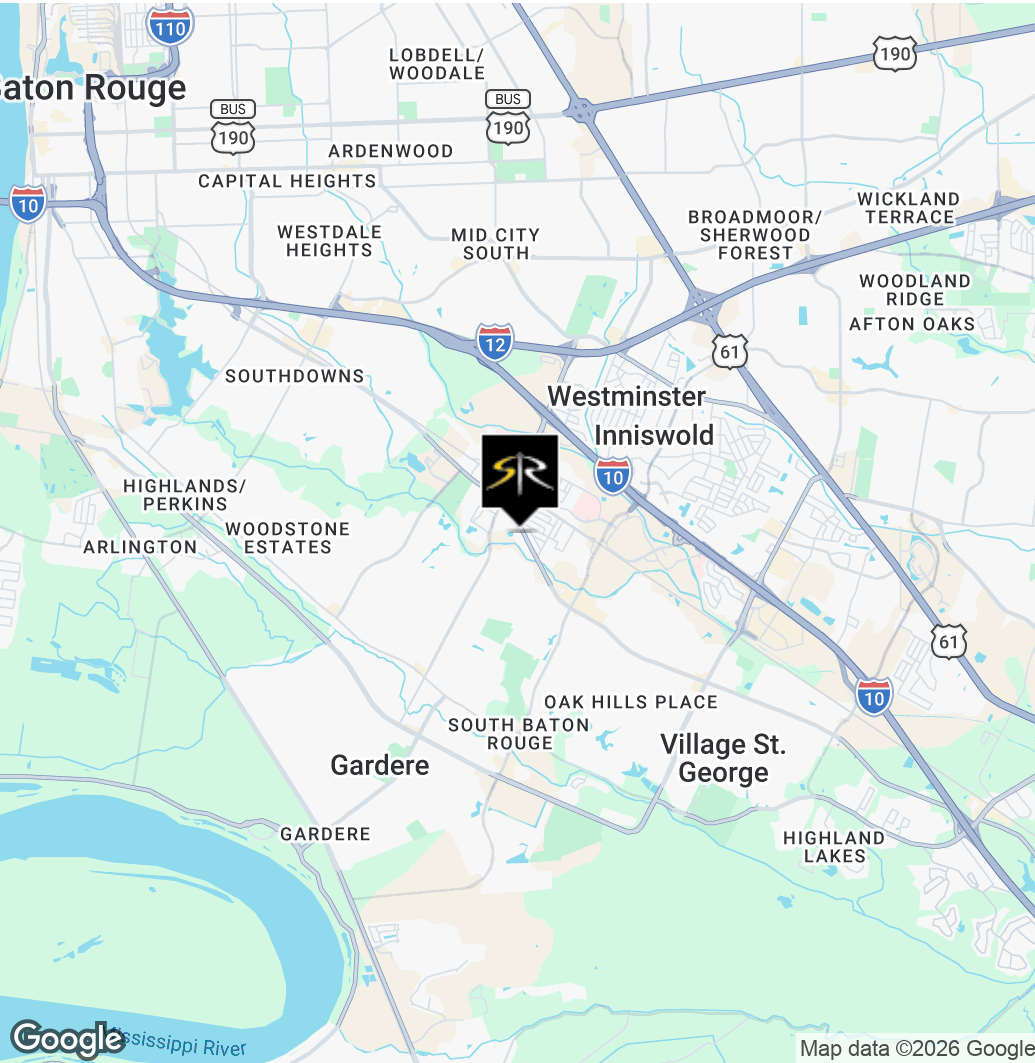 110
LOBDELL/
WOODALE
190
aton Rouge
BUS
190
BUS
190
ARDENWOOD
CAPITAL HEIGHTS
10
WICKLAND
TERRACE
BROADMOOR/
SHERWOOD
FOREST
WESTDALE
HEIGHTS
MID CITY
SOUTH
WOODLAND
RIDGE
AFTON OAKS
12
61
SOUTHDOWNS
Westminster
Inniswold
SR
10
HIGHLANDS/
PERKINS
WOODSTONE
ESTATES
ARLINGTON
61
10
OAK HILLS PLACE
SOUTH BATON
ROUGE
Village St.
George
Gardere
GARDERE
HIGHLAND
LAKES
Google
ississippi River
Map data ©2026 Google